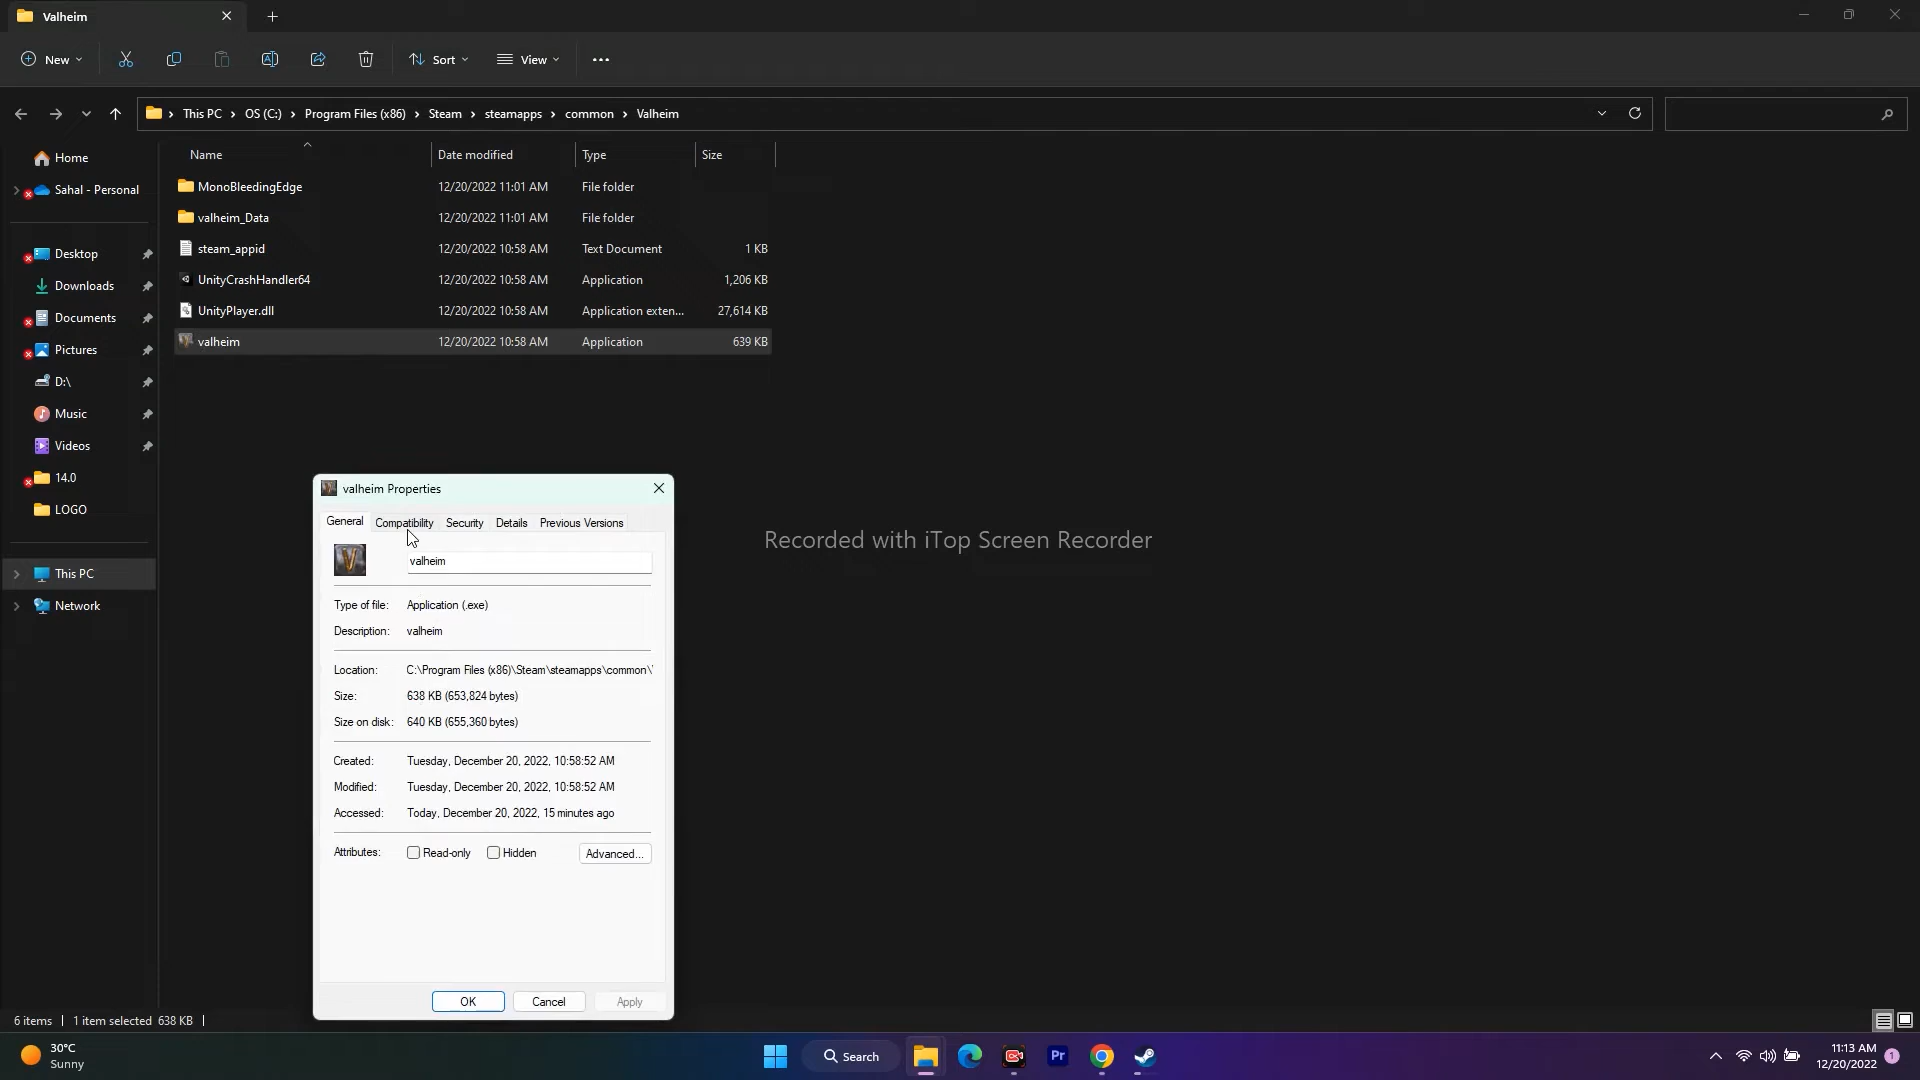 Valheim
New
Sort
View
This PC > OS (C:) > Program Files (x86) > Steam > steamapps > common > Valheim
Home
Sahal - Personal
Desktop
Downloads
Documents
Pictures
D:\
Music
Videos
14.0
LOGO
This PC
Network
Name Date modified Type Size
MonoBleedingEdge 12/20/2022 11:01 AM File folder
valheim_Data 12/20/2022 11:01 AM File folder
steam_appid 12/20/2022 10:58 AM Text Document 1 KB
UnityCrashHandler64 12/20/2022 10:58 AM Application 1,206 KB
UnityPlayer.dll 12/20/2022 10:58 AM Application exten... 27,614 KB
valheim 12/20/2022 10:58 AM Application 639 KB
valheim Properties
General Compatibility Security Details Previous Versions
valheim
Type of file: Application (.exe)
Description: valheim
Location: C:\Program Files (x86)\Steam\steamapps\common\
Size: 638 KB (653,824 bytes)
Size on disk: 640 KB (655,360 bytes)
Created: Tuesday, December 20, 2022, 10:58:52 AM
Modified: Tuesday, December 20, 2022, 10:58:52 AM
Accessed: Today, December 20, 2022, 15 minutes ago
Attributes: Read-only Hidden Advanced...
OK Cancel Apply
Recorded with iTop Screen Recorder
6 items 1 item selected 638 KB
30°C
Sunny
Search
Pr
11:13 AM
12/20/2022
1